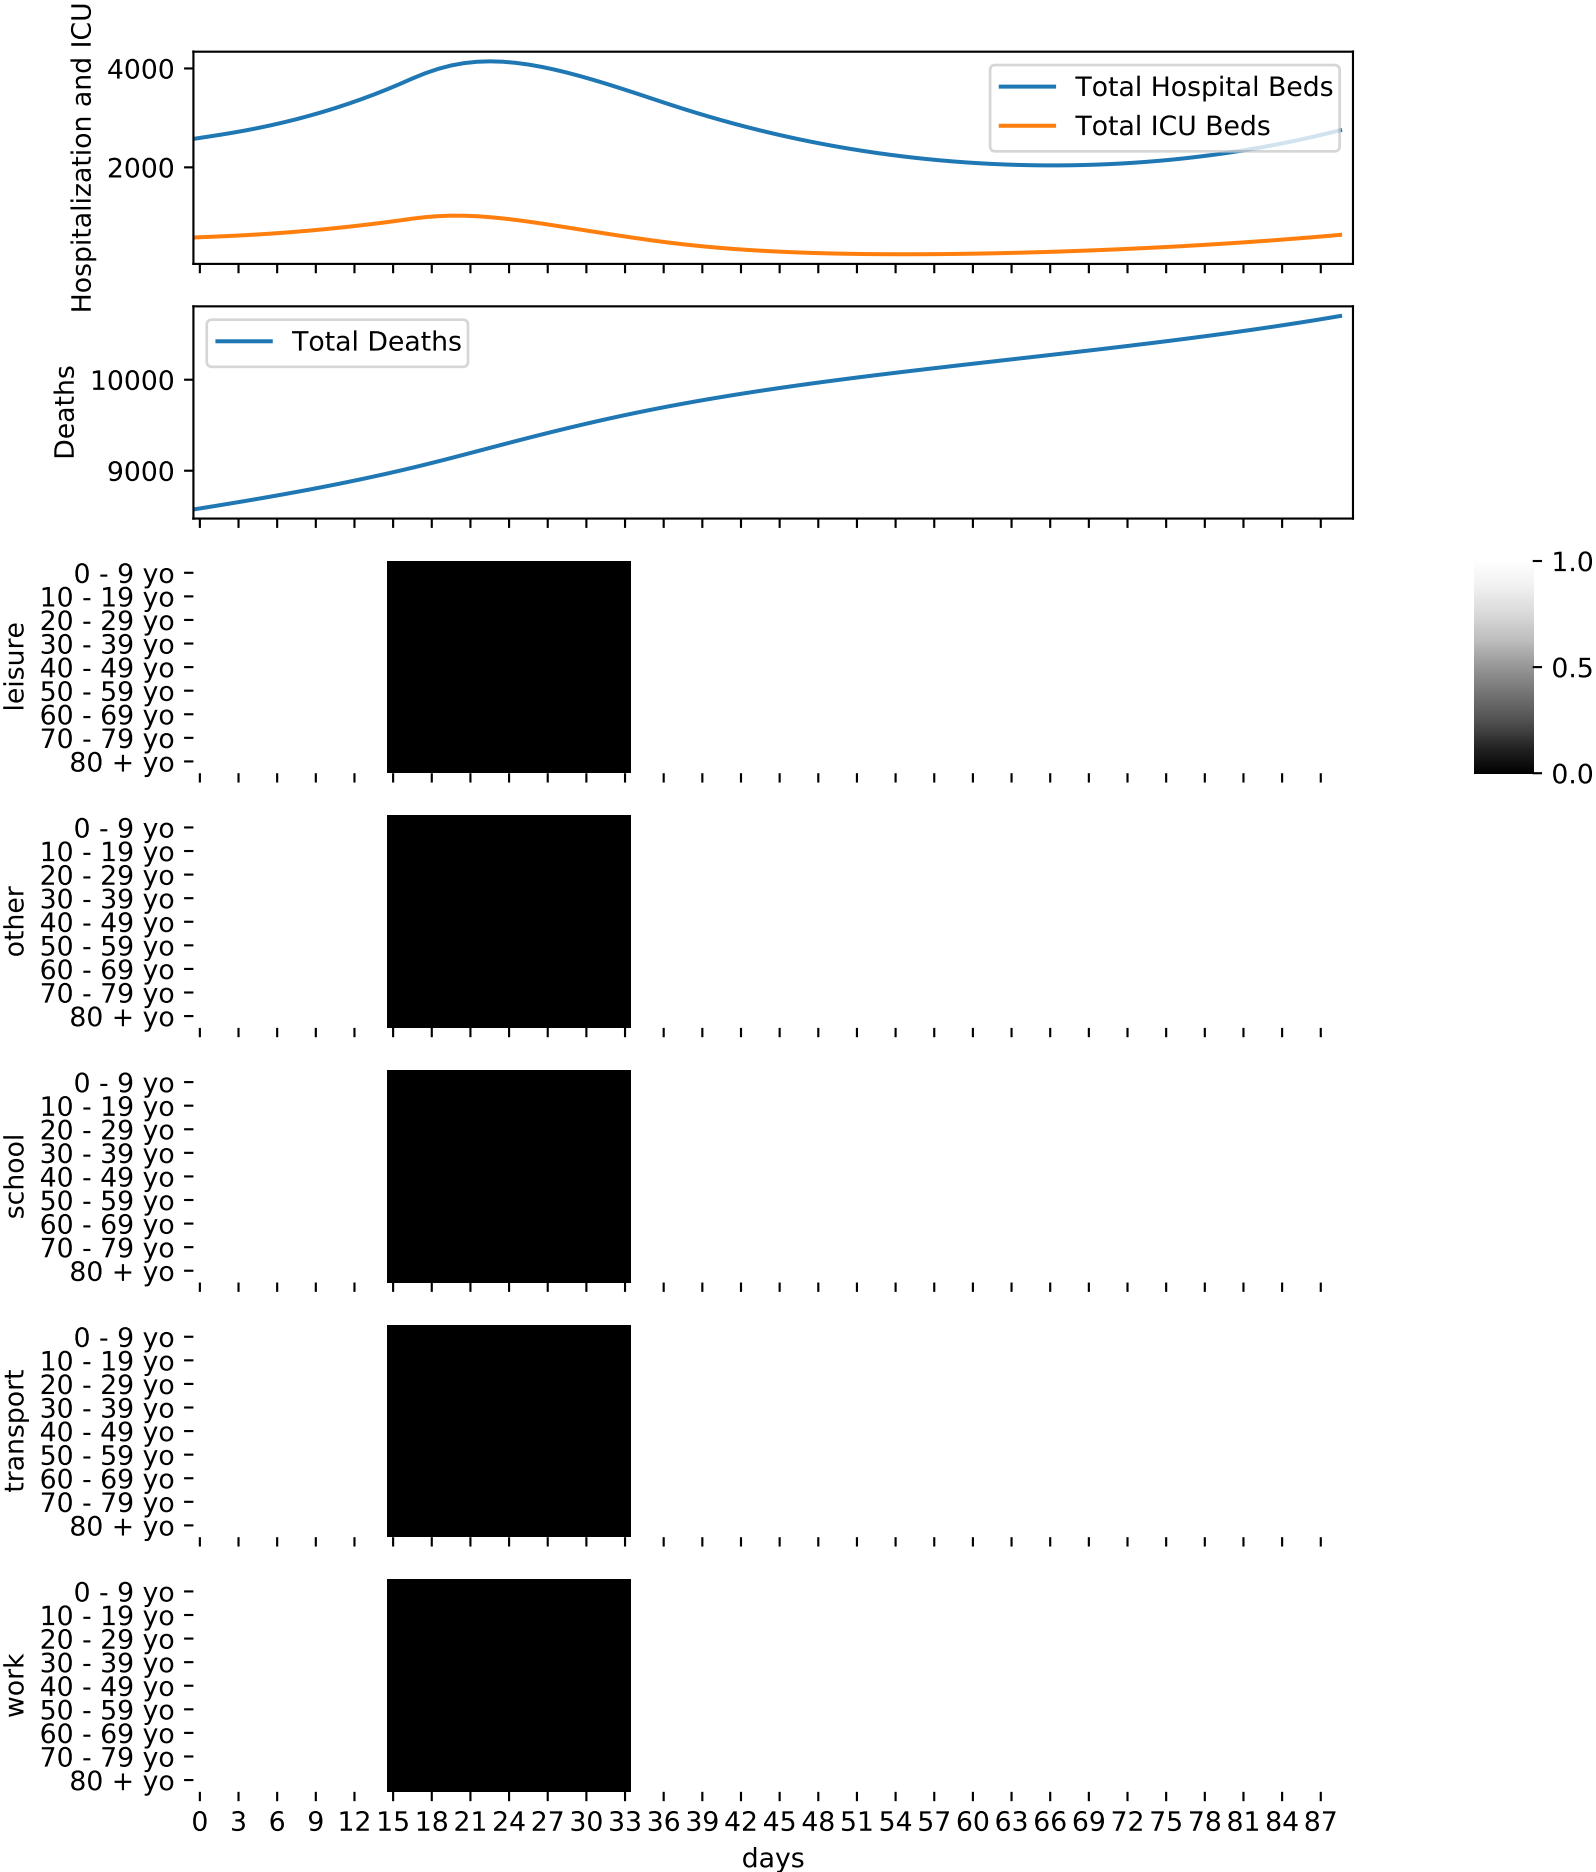 Hospitalization and ICU
4000
2000
Total Hospital Beds
Total ICU Beds
Deaths
10000
9000
Total Deaths
leisure
0 - 9 yo
10 - 19 yo
20 - 29 yo
30 - 39 yo
40 - 49 yo
50 - 59 yo
60 - 69 yo
70 - 79 yo
80 + yo
1.0
0.5
0.0
other
0 - 9 yo
10 - 19 yo
20 - 29 yo
30 - 39 yo
40 - 49 yo
50 - 59 yo
60 - 69 yo
70 - 79 yo
80 + yo
school
0 - 9 yo
10 - 19 yo
20 - 29 yo
30 - 39 yo
40 - 49 yo
50 - 59 yo
60 - 69 yo
70 - 79 yo
80 + yo
transport
0 - 9 yo
10 - 19 yo
20 - 29 yo
30 - 39 yo
40 - 49 yo
50 - 59 yo
60 - 69 yo
70 - 79 yo
80 + yo
work
0 - 9 yo
10 - 19 yo
20 - 29 yo
30 - 39 yo
40 - 49 yo
50 - 59 yo
60 - 69 yo
70 - 79 yo
80 + yo
0 3 6 9 12 15 18 21 24 27 30 33 36 39 42 45 48 51 54 57 60 63 66 69 72 75 78 81 84 87
days